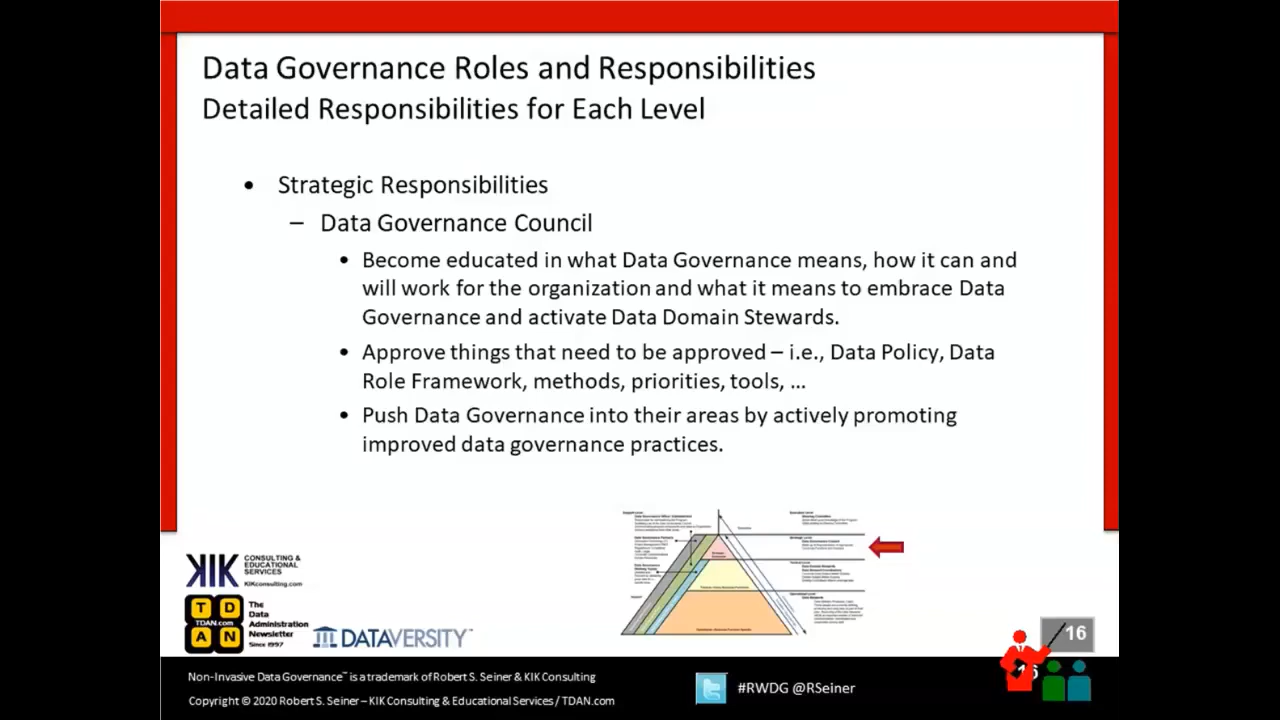 Data Governance Roles and Responsibilities
Detailed Responsibilities for Each Level
• Strategic Responsibilities
– Data Governance Council
• Become educated in what Data Governance means, how it can and
will work for the organization and what it means to embrace Data
Governance and activate Data Domain Stewards.
• Approve things that need to be approved – i.e., Data Policy, Data
Role Framework, methods, priorities, tools, ...
• Push Data Governance into their areas by actively promoting
improved data governance practices.
KIK CONSULTING &
EDUCATIONAL
SERVICES
KIKconsulting.com
T D
TDAN.com
A N
The
Data
Administration
Newsletter
Since 1997
DATAVERSITY™
16
Non-Invasive Data Governance™ is a trademark of Robert S. Seiner & KIK Consulting
Copyright © 2020 Robert S. Seiner – KIK Consulting & Educational Services / TDAN.com
#RWDG @RSeiner